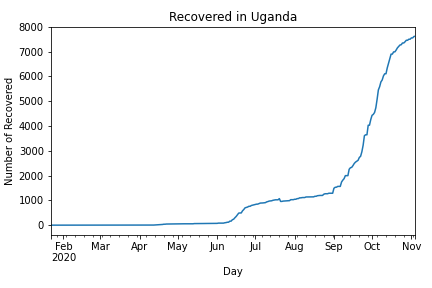 Recovered in Uganda
Number of Recovered
8000
7000
6000
5000
4000
3000
2000
1000
0
Feb Mar Apr May Jun Jul Aug Sep Oct Nov
2020
Day